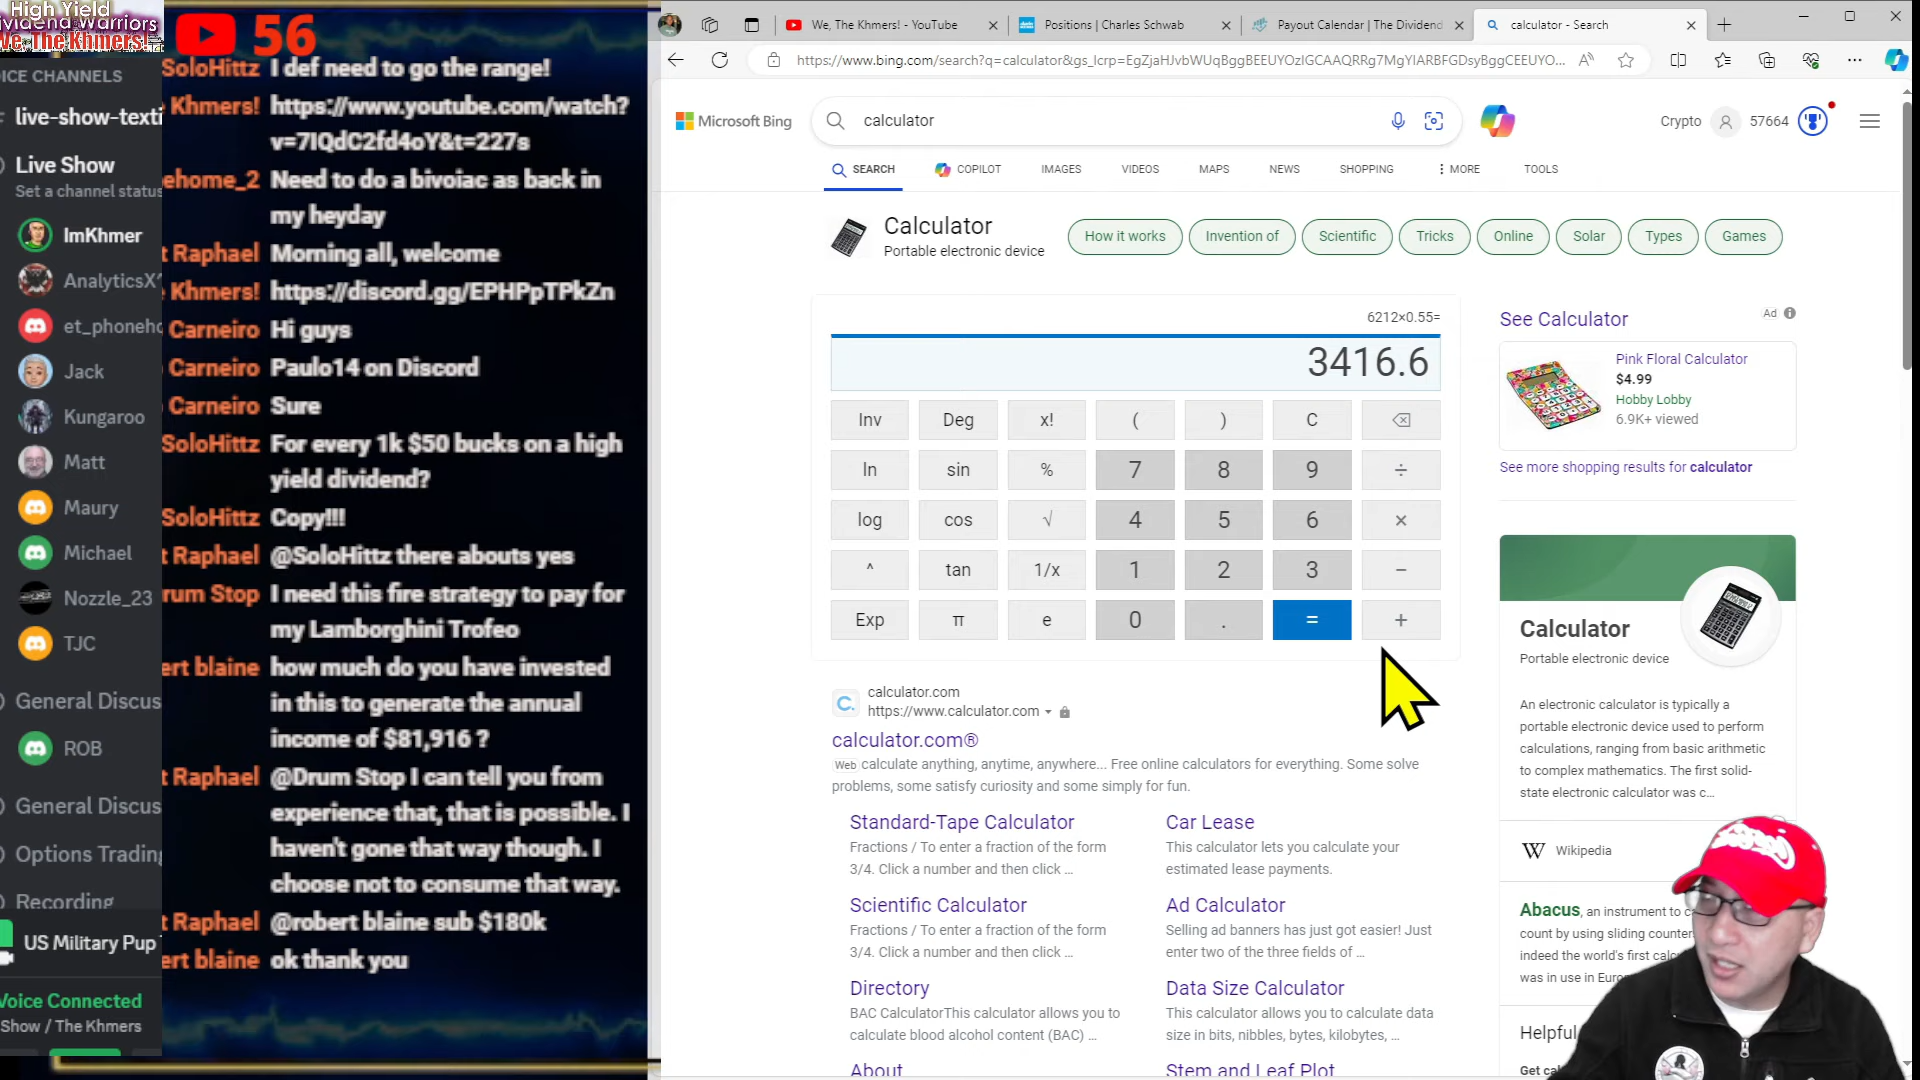 High Yield
Dividend Warriors
We, The Khmers!
56
OICE CHANNELS
live-show-texti
Live Show
Set a channel status
ImKhmer
AnalyticsX
et_phoneho
Jack
Kungaroo
Matt
Maury
Michael
Nozzle_23
TJC
General Discus
ROB
General Discus
Options Trading
Recording
US Military Pup T
Voice Connected
Show / The Khmers
SoloHittz I def need to go the range!
Khmers! https://www.youtube.com/watch?
v=7IQdC2fd4oY&t=227s
ehome_2 Need to do a bivoiac as back in
my heyday
t Raphael Morning all, welcome
Khmers! https://discord.gg/EPHPpTPkZn
Carneiro Hi guys
Carneiro Paulo14 on Discord
Carneiro Sure
SoloHittz For every 1k $50 bucks on a high
yield dividend?
SoloHittz Copy!!!
t Raphael @SoloHittz there abouts yes
rum Stop I need this fire strategy to pay for
my Lamborghini Trofeo
ert blaine how much do you have invested
in this to generate the annual
income of $81,916 ?
t Raphael @Drum Stop I can tell you from
experience that, that is possible. I
haven't gone that way though. I
choose not to consume that way.
t Raphael @robert blaine sub $180k
ert blaine ok thank you
We, The Khmers! - YouTube
Positions | Charles Schwab
Payout Calendar | The Dividend
calculator - Search
https://www.bing.com/search?q=calculator&gs_lcrp=EgZjaHJvbWUqBggBEEUYOzIGCAAQRRg7MgYIARBFGDsyBggCEEUYO...
Microsoft Bing
calculator
Crypto
57664
SEARCH
COPILOT
IMAGES
VIDEOS
MAPS
NEWS
SHOPPING
MORE
TOOLS
Calculator
Portable electronic device
How it works
Invention of
Scientific
Tricks
Online
Solar
Types
Games
6212×0.55=
3416.6
Inv Deg x! ( ) C
ln sin % 7 8 9 ÷
log cos √ 4 5 6 ×
^ tan 1/x 1 2 3 −
Exp π e 0 . = +
calculator.com
https://www.calculator.com
calculator.com®
Web calculate anything, anytime, anywhere... Free online calculators for everything. Some solve
problems, some satisfy curiosity and some simply for fun.
Standard-Tape Calculator
Fractions / To enter a fraction of the form
3/4. Click a number and then click ...
Car Lease
This calculator lets you calculate your
estimated lease payments.
Scientific Calculator
Fractions / To enter a fraction of the form
3/4. Click a number and then click ...
Ad Calculator
Selling ad banners has just got easier! Just
enter two of the three fields of ...
Directory
BAC CalculatorThis calculator allows you to
calculate blood alcohol content (BAC) ...
Data Size Calculator
This calculator allows you to calculate data
size in bits, nibbles, bytes, kilobytes, ...
About
Stem and Leaf Plot
See Calculator
Ad
Pink Floral Calculator
$4.99
Hobby Lobby
6.9K+ viewed
See more shopping results for calculator
Calculator
Portable electronic device
An electronic calculator is typically a
portable electronic device used to perform
calculations, ranging from basic arithmetic
to complex mathematics. The first solid-
state electronic calculator was c...
W Wikipedia
Abacus, an instrument to c
count by using sliding counter
indeed the world's first calc
was in use in Euro
Helpful
Get cal